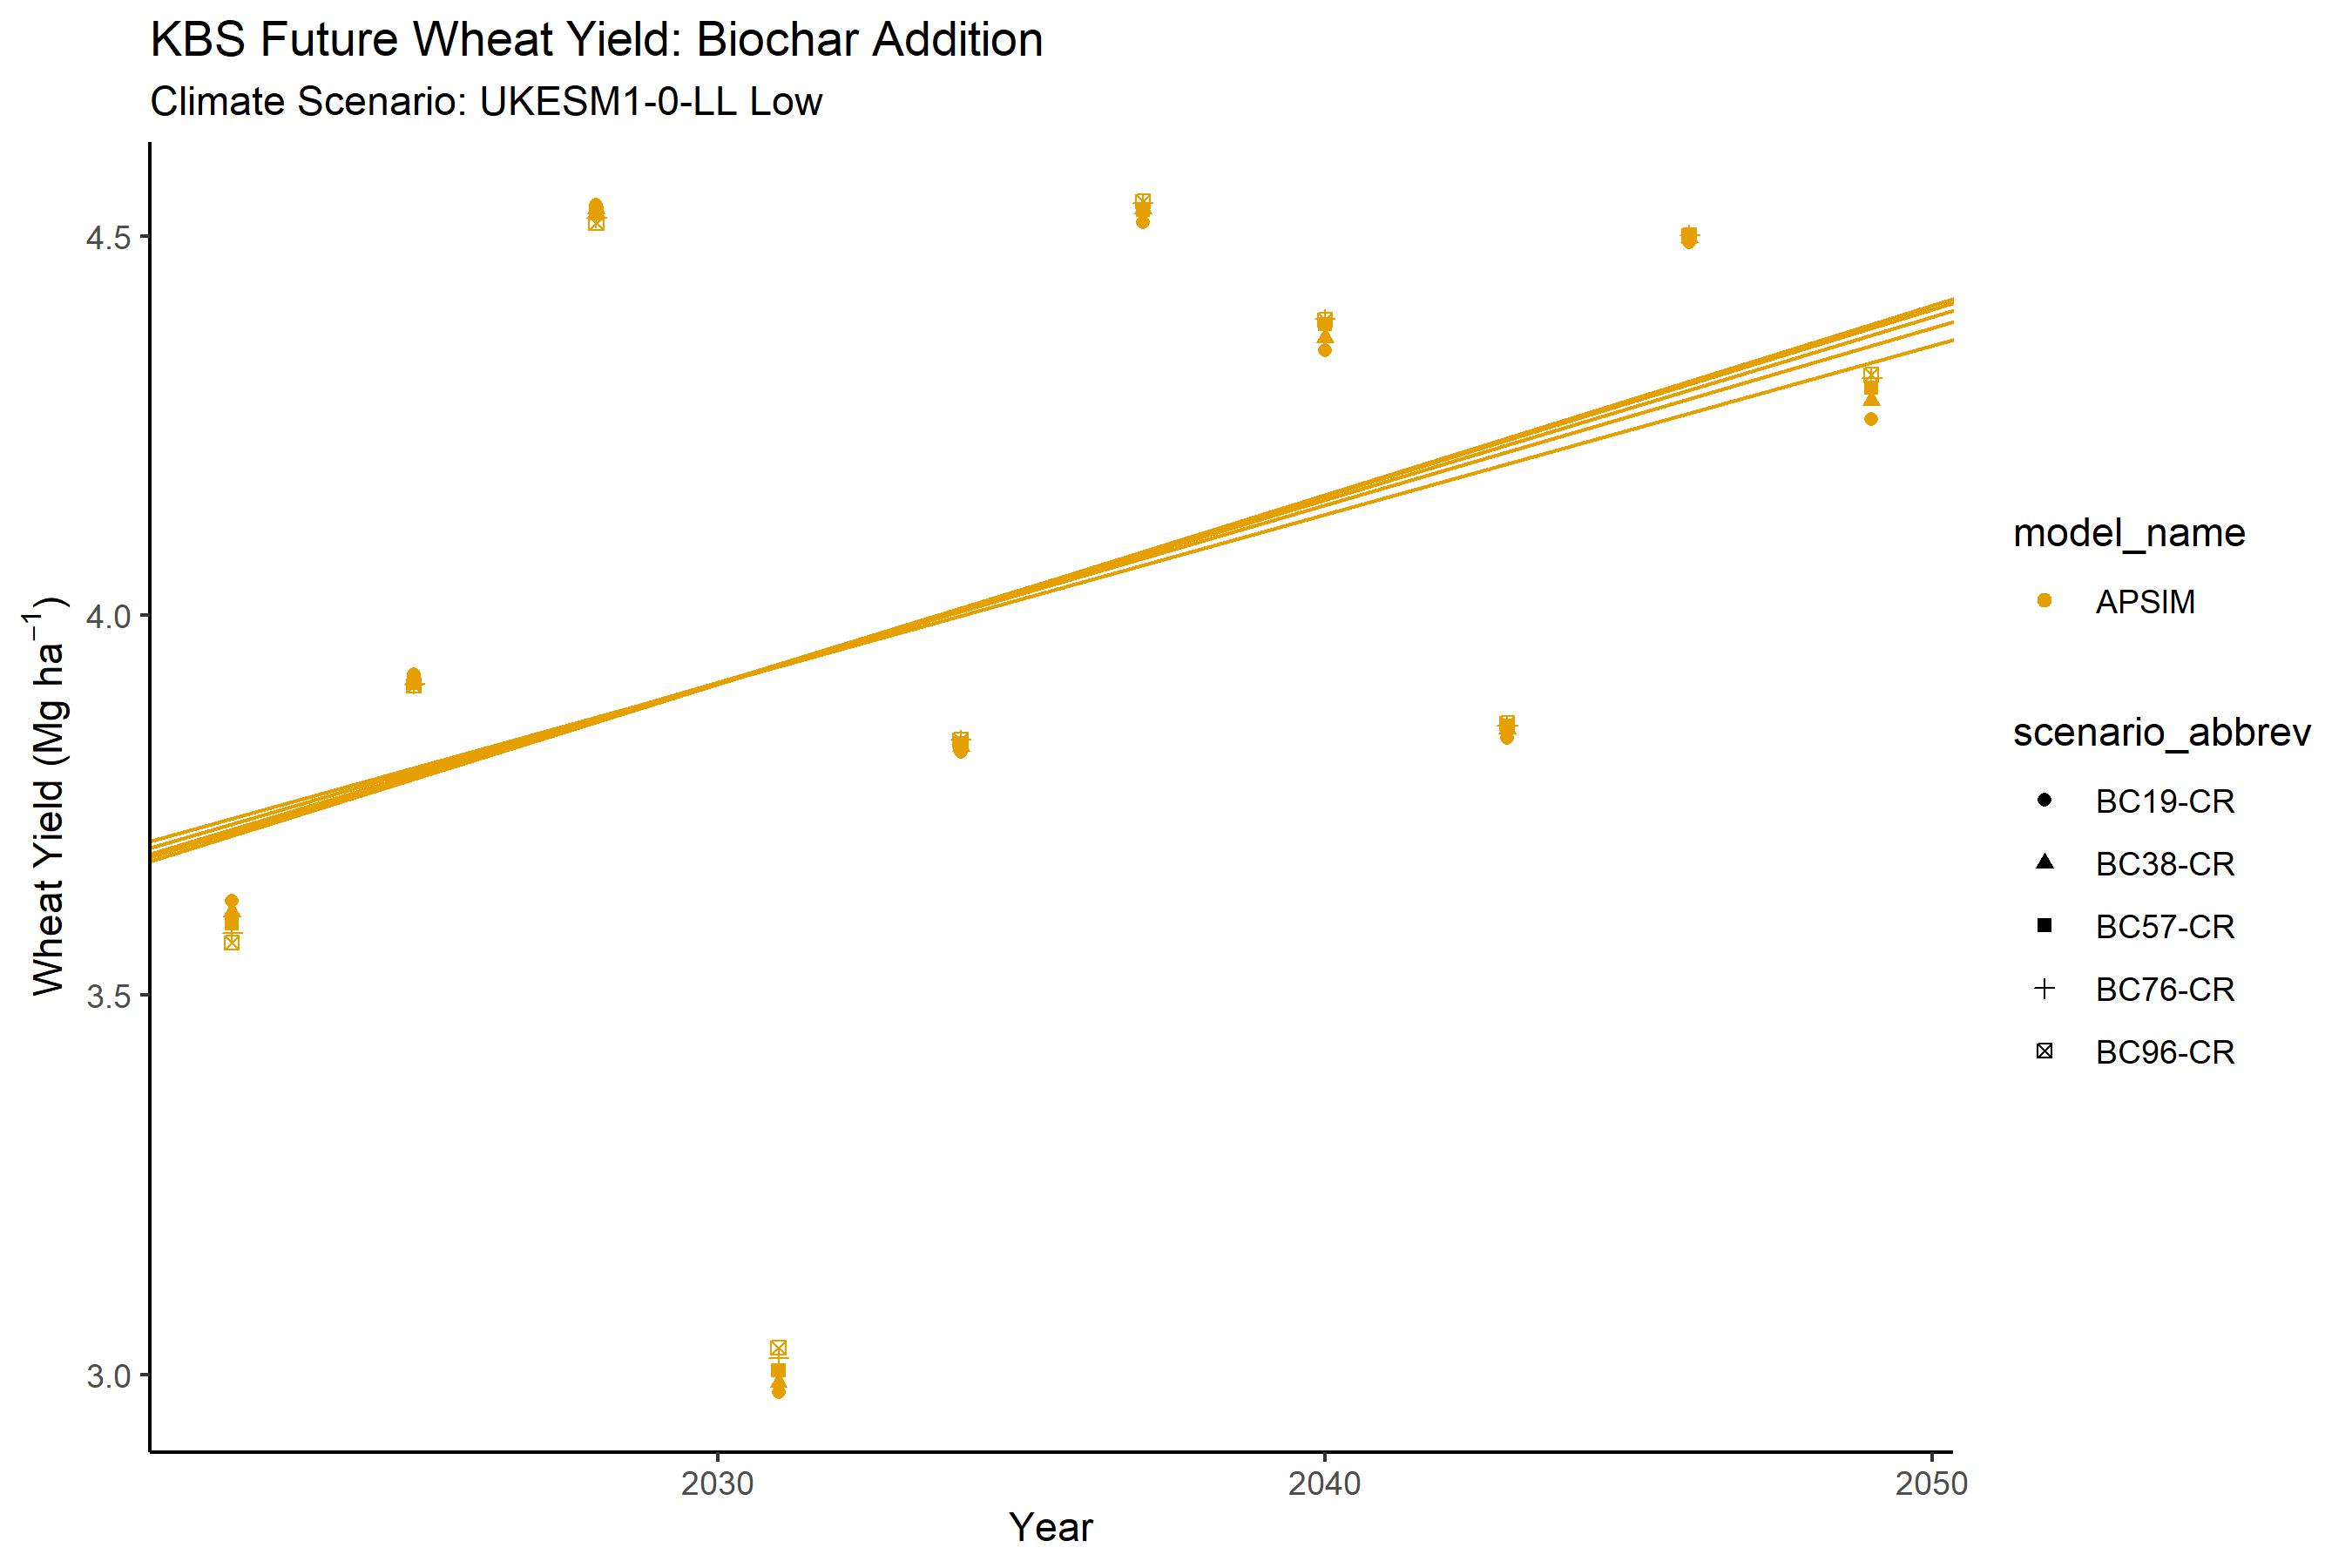 KBS Future Wheat Yield: Biochar Addition
Climate Scenario: UKESM1-0-LL Low
Wheat Yield (Mg ha⁻¹)
4.5
4.0
3.5
3.0
2030
2040
2050
Year
model_name
APSIM
scenario_abbrev
BC19-CR
BC38-CR
BC57-CR
BC76-CR
BC96-CR